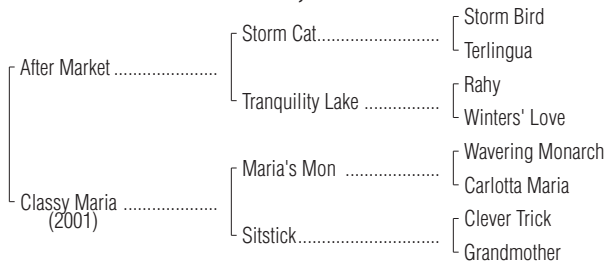 Storm Bird
Storm Cat
Terlingua
After Market
Rahy
Tranquility Lake
Winters' Love
Wavering Monarch
Maria's Mon
Carlotta Maria
Classy Maria
(2001)
Clever Trick
Sitstick
Grandmother